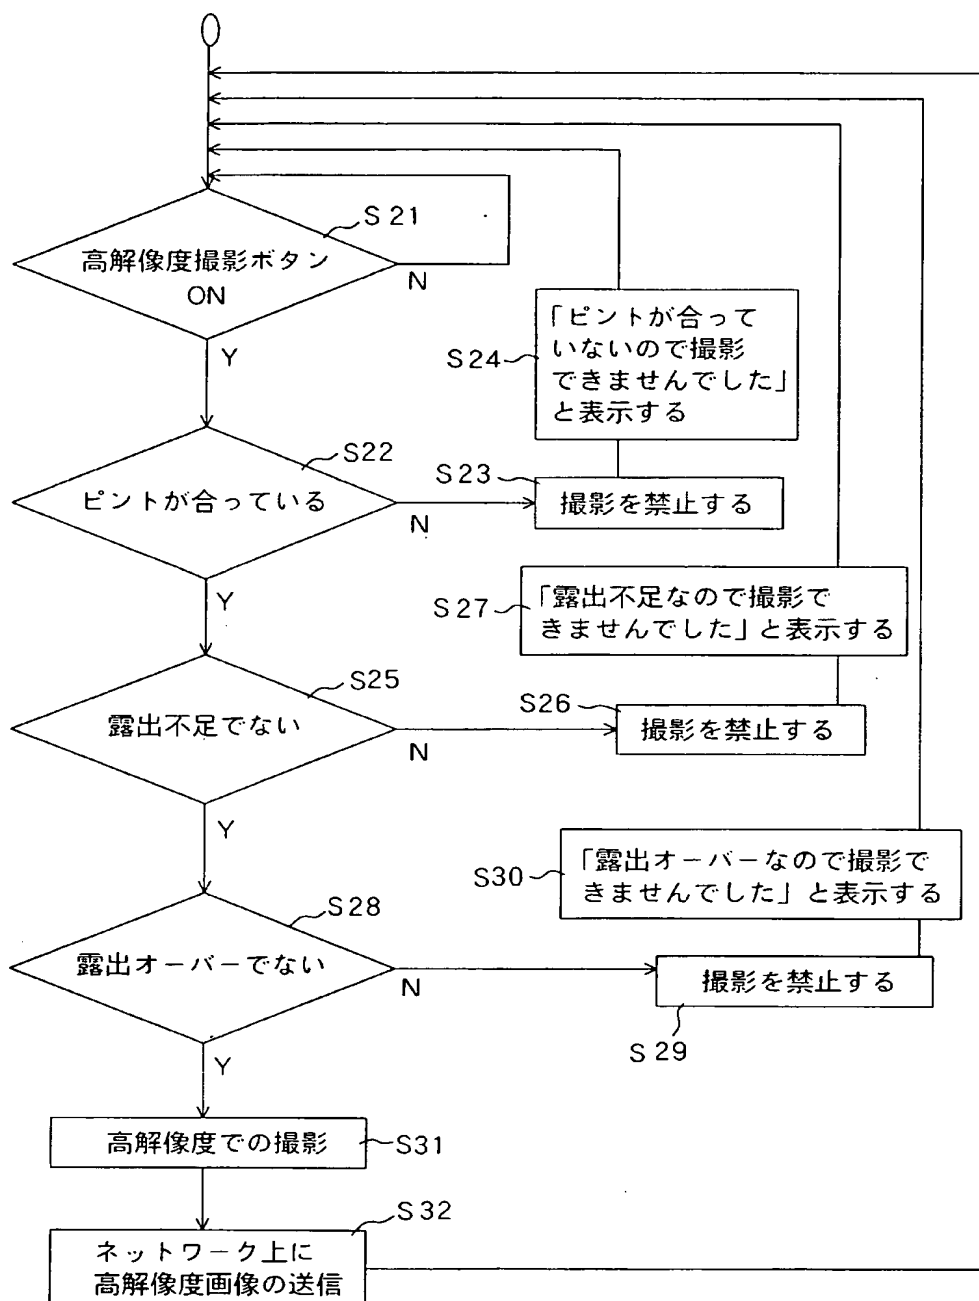 S21
高解像度撮影ボタン
ON
N
Y
「ピントが合って
いないので撮影
できませんでした」
と表示する
S24
S22
ピントが合っている
N
Y
S23
撮影を禁止する
S27
「露出不足なので撮影で
きませんでした」と表示する
S25
露出不足でない
N
Y
S26
撮影を禁止する
S30
「露出オーバーなので撮影で
きませんでした」と表示する
S28
露出オーバーでない
N
Y
撮影を禁止する
S29
高解像度での撮影
S31
S32
ネットワーク上に
高解像度画像の送信